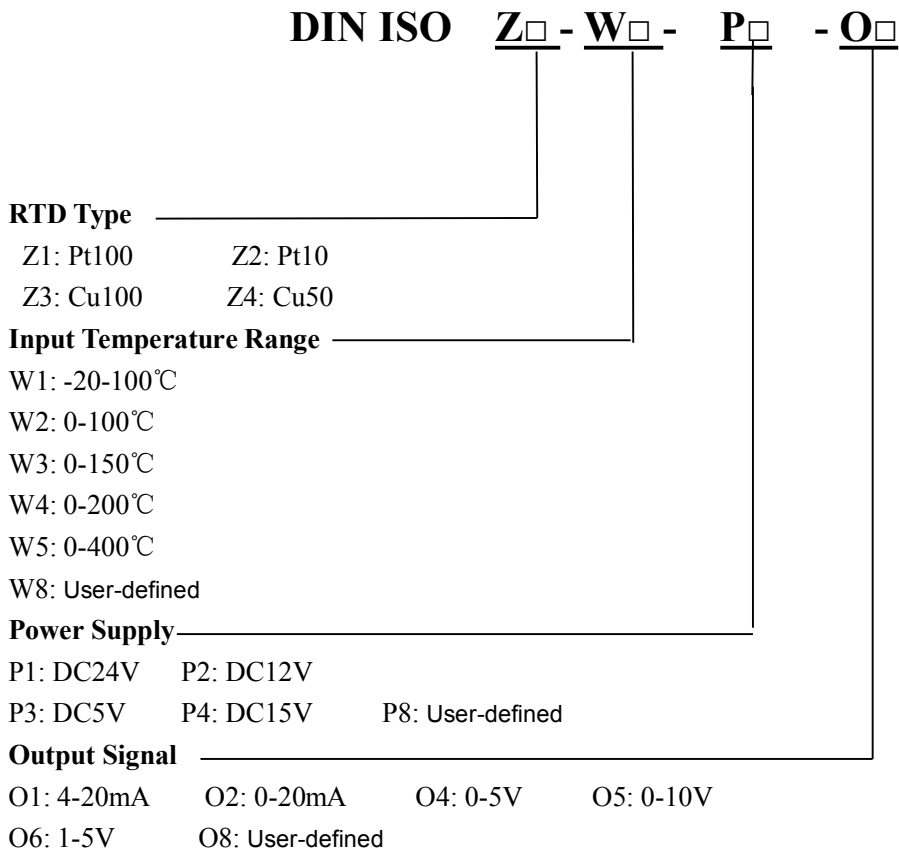 DIN ISO Z□ - W□ - P□ - O□
RTD Type
Z1: Pt100 Z2: Pt10
Z3: Cu100 Z4: Cu50
Input Temperature Range
W1: -20-100℃
W2: 0-100℃
W3: 0-150℃
W4: 0-200℃
W5: 0-400℃
W8: User-defined
Power Supply
P1: DC24V P2: DC12V
P3: DC5V P4: DC15V P8: User-defined
Output Signal
O1: 4-20mA O2: 0-20mA O4: 0-5V O5: 0-10V
O6: 1-5V O8: User-defined